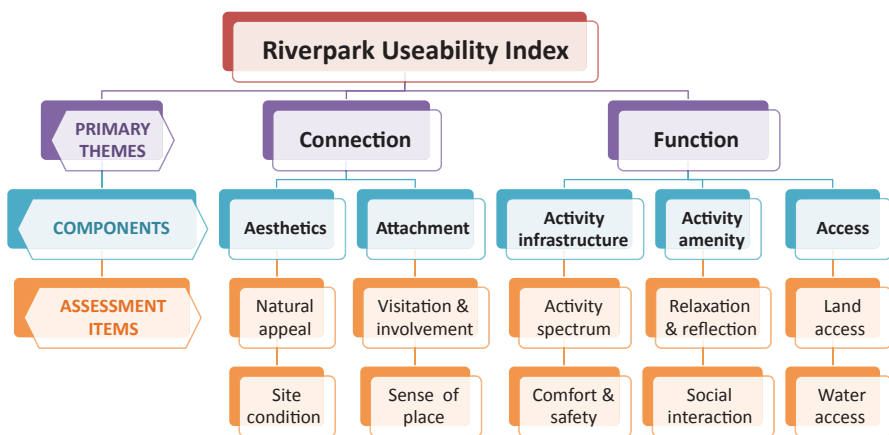 Riverpark Useability Index
PRIMARY
THEMES
Connection
Function
COMPONENTS
Aesthetics
Attachment
Activity
infrastructure
Activity
amenity
Access
ASSESSMENT
ITEMS
Natural
appeal
Visitation &
involvement
Activity
spectrum
Relaxation
& reflection
Land
access
Site
condition
Sense of
place
Comfort &
safety
Social
interaction
Water
access